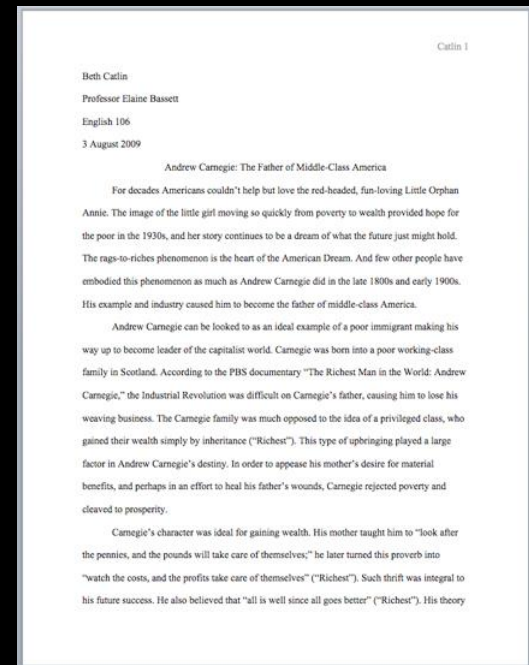 Catlin 1
Beth Catlin
Professor Elaine Bassett
English 106
3 August 2009
Andrew Carnegie: The Father of Middle-Class America
For decades Americans couldn't help but love the red-headed, fun-loving Little Orphan
Annie. The image of the little girl moving so quickly from poverty to wealth provided hope for
the poor in the 1930s, and her story continues to be a dream of what the future just might hold.
The rags-to-riches phenomenon is the heart of the American Dream. And few other people have
embodied this phenomenon as much as Andrew Carnegie did in the late 1800s and early 1900s.
His example and industry caused him to become the father of middle-class America.
Andrew Carnegie can be looked to as an ideal example of a poor immigrant making his
way up to become leader of the capitalist world. Carnegie was born into a poor working-class
family in Scotland. According to the PBS documentary "The Richest Man in the World: Andrew
Carnegie," the Industrial Revolution was difficult on Carnegie's father, causing him to lose his
weaving business. The Carnegie family was much opposed to the idea of a privileged class, who
gained their wealth simply by inheritance ("Richest"). This type of upbringing played a large
factor in Andrew Carnegie's destiny. In order to appease his mother's desire for material
benefits, and perhaps in an effort to heal his father's wounds, Carnegie rejected poverty and
cleaved to prosperity.
Carnegie's character was ideal for gaining wealth. His mother taught him to "look after
the pennies, and the pounds will take care of themselves;" he later turned this proverb into
"watch the costs, and the profits take care of themselves" ("Richest"). Such thrift was integral to
his future success. He also believed that "all is well since all goes better" ("Richest"). His theory